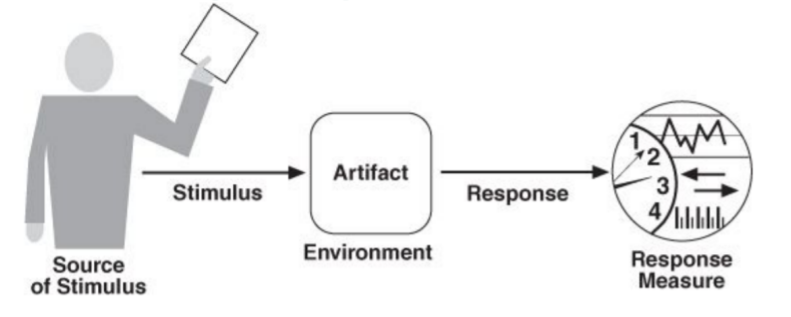 Source
of Stimulus
Stimulus
Artifact
Environment
Response
1
2
3
4
Response
Measure